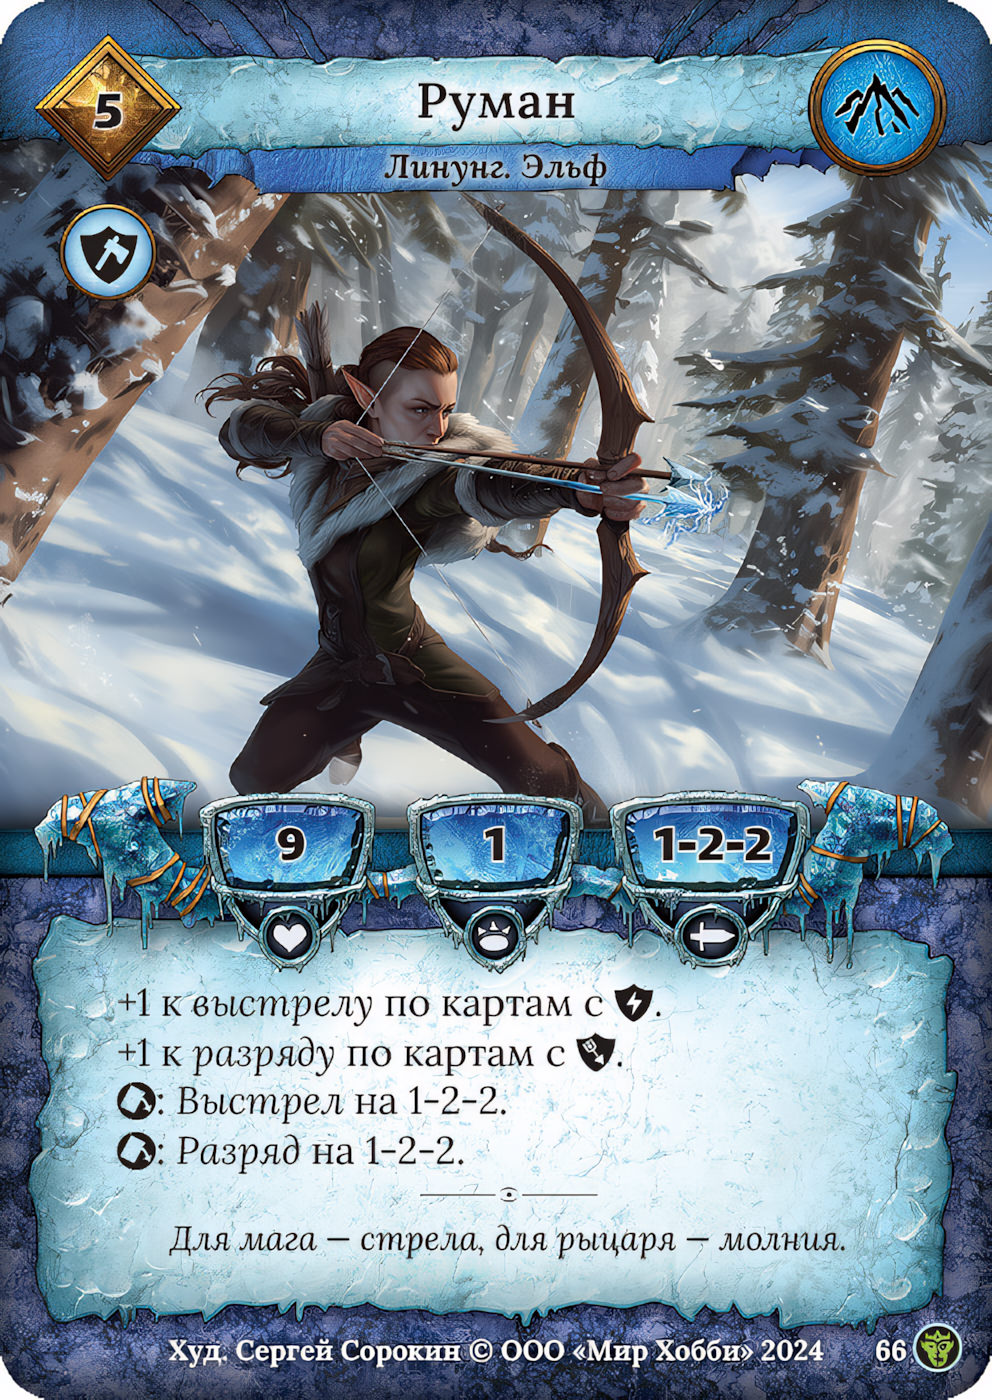 5
Руман
Линунг. Эльф
9
1
1-2-2
+1 к выстрелу по картам с .
+1 к разряду по картам с .
: Выстрел на 1-2-2.
: Разряд на 1-2-2.
Для мага — стрела, для рыцаря — молния.
Худ. Сергей Сорокин © ООО «Мир Хобби» 2024
66